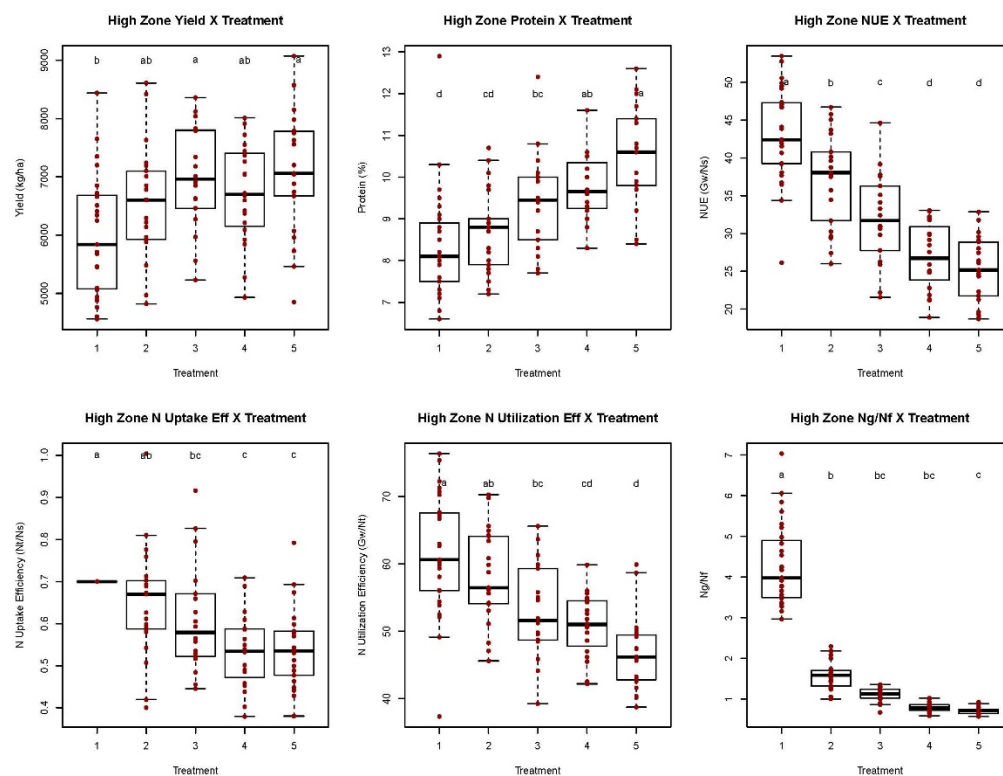 High Zone Yield X Treatment
Yield (kg/ha)
9000
8000
7000
6000
5000
b ab a ab a
1 2 3 4 5
Treatment
High Zone Protein X Treatment
Protein (%)
13
12
11
10
9
8
7
d cd bc ab a
1 2 3 4 5
Treatment
High Zone NUE X Treatment
NUE (Gw/Ns)
50
45
40
35
30
25
20
a b c d d
1 2 3 4 5
Treatment
High Zone N Uptake Eff X Treatment
N Uptake Efficiency (Nt/Ns)
1.0
0.9
0.8
0.7
0.6
0.5
0.4
a ab bc c c
1 2 3 4 5
Treatment
High Zone N Utilization Eff X Treatment
N Utilization Efficiency (Gw/Nt)
70
60
50
40
a ab bc cd d
1 2 3 4 5
Treatment
High Zone Ng/Nf X Treatment
Ng/Nf
7
6
5
4
3
2
1
a b bc bc c
1 2 3 4 5
Treatment